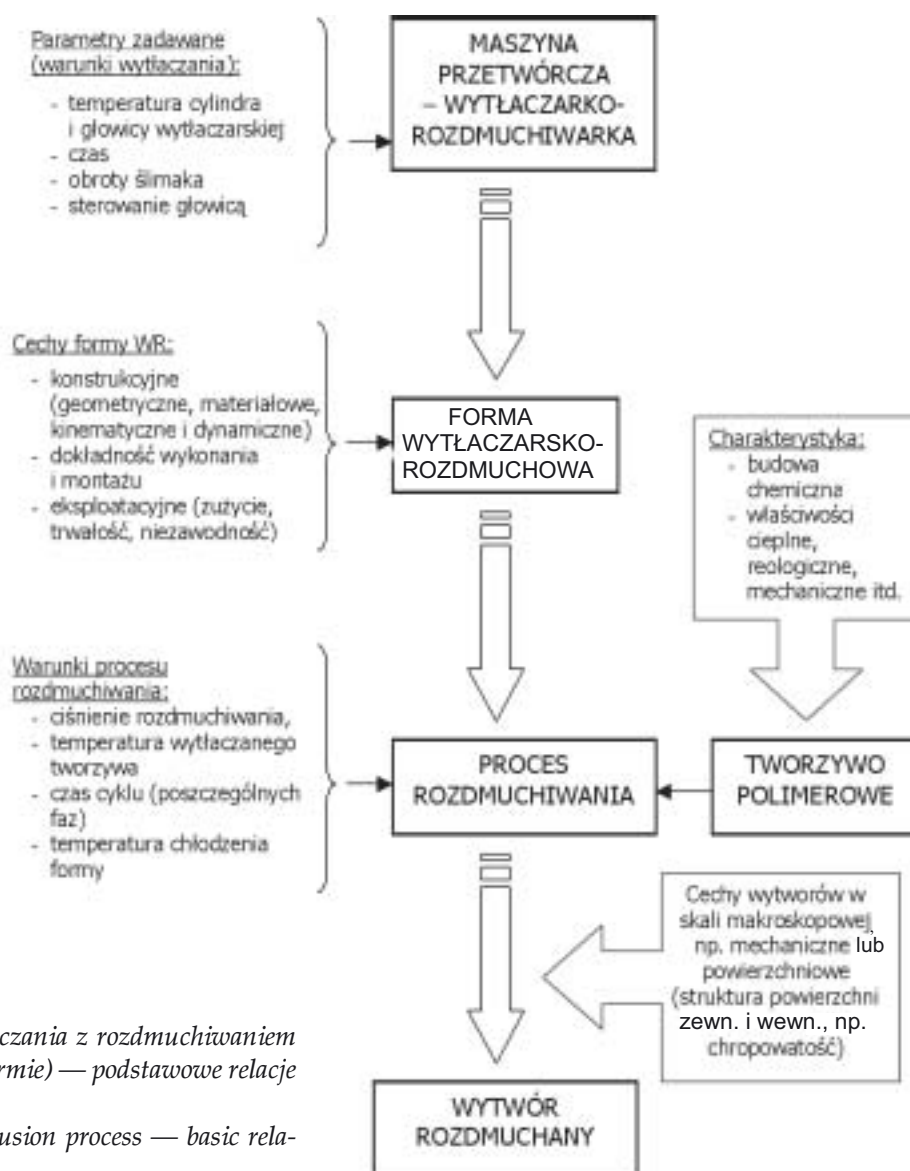 Parametry zadawane
(warunki wytłaczania):
- temperatura cylindra
i głowicy wytłaczarskiej
- czas
- obroty ślimaka
- sterowanie głowicą
MASZYNA
PRZETWÓRCZA
– WYTŁACZARKO-
ROZDMUCHIWARKA
Cechy formy WR:
- konstrukcyjne
(geometryczne, materiałowe,
kinematyczne i dynamiczne)
- dokładność wykonania
i montażu
- eksploatacyjne (zużycie,
trwałość, niezawodność)
FORMA
WYTŁACZARSKO-
ROZDMUCHOWA
Charakterystyka:
- budowa
chemiczna
- właściwości
cieplne,
reologiczne,
mechaniczne itd.
Warunki procesu
rozdmuchiwania:
- ciśnienie rozdmuchiwania,
- temperatura wytłaczanego
tworzywa
- czas cyklu (poszczególnych
faz)
- temperatura chłodzenia
formy
PROCES
ROZDMUCHIWANIA
TWORZYWO
POLIMEROWE
Cechy wytworów w
skali makroskopowej,
np. mechaniczne lub
powierzchniowe
(struktura powierzchni
zewn. i wewn., np.
chropowatość)
WYTWÓR
ROZDMUCHANY
czania z rozdmuchiwaniem
rmie) — podstawowe relacje
usion process — basic rela-